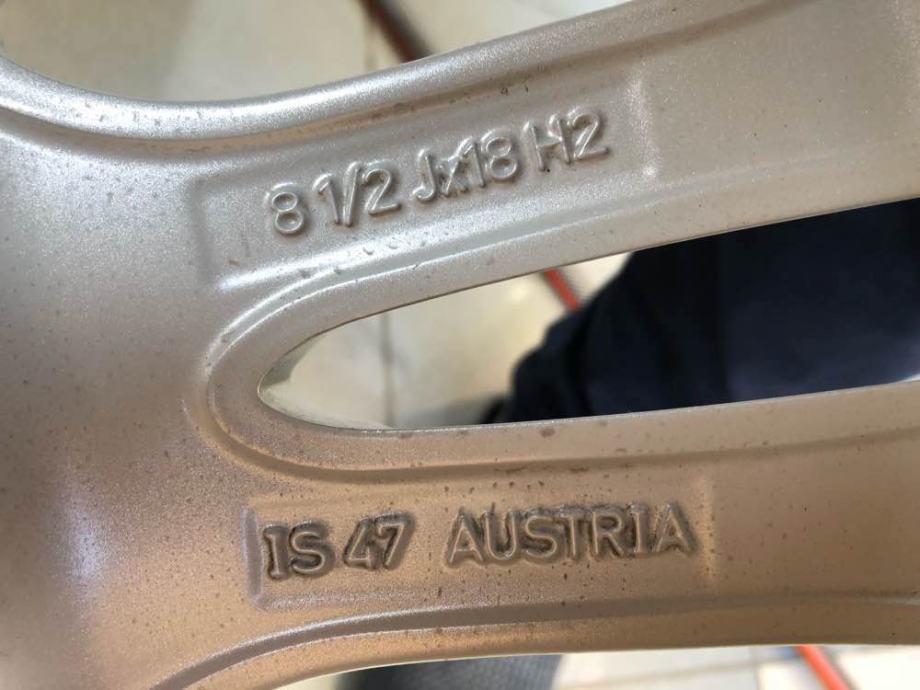 8 1/2 Jx18 H2
IS 47 AUSTRIA